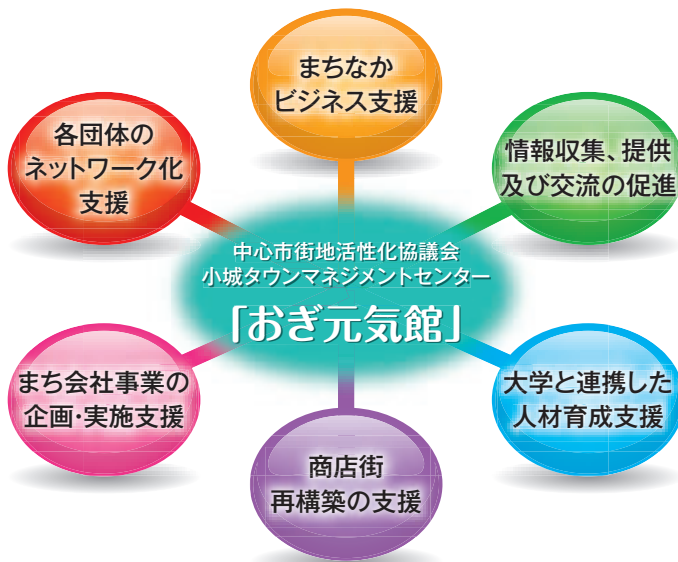 まちなか
ビジネス支援
各団体の
ネットワーク化
支援
情報収集、提供
及び交流の促進
中心市街地活性化協議会
小城タウンマネジメントセンター
「おぎ元気館」
まち会社事業の
企画・実施支援
大学と連携した
人材育成支援
商店街
再構築の支援